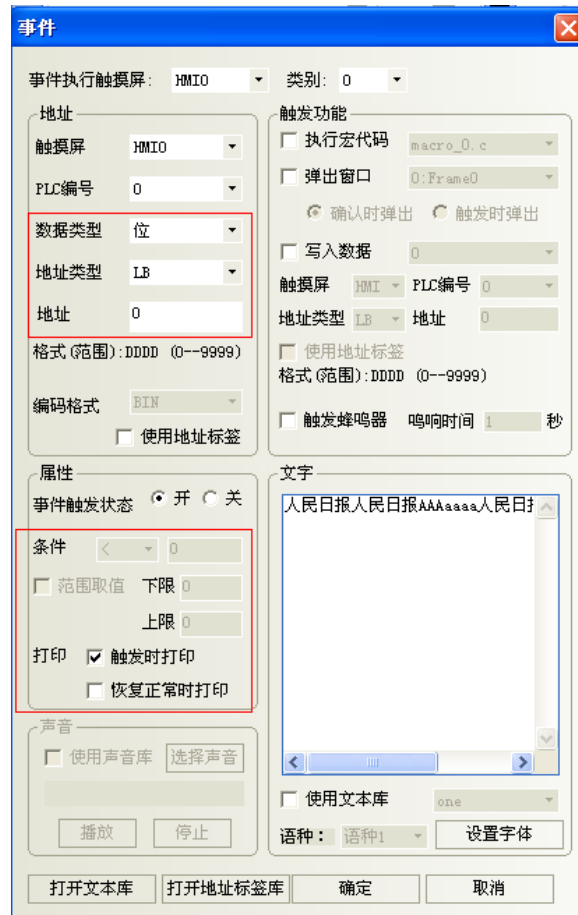 事件
事件执行触摸屏: HMI0 类别: 0
地址
触摸屏 HMI0
PLC编号 0
数据类型 位
地址类型 LB
地址 0
格式(范围):DDDD (0--9999)
编码格式 BIN
使用地址标签
触发功能
执行宏代码 macro_0.c
弹出窗口 0:Frame0
确认时弹出 触发时弹出
写入数据 0
触摸屏 HMI PLC编号 0
地址类型 LB 地址 0
使用地址标签
格式(范围):DDDD (0--9999)
触发蜂鸣器 鸣响时间 1 秒
属性
事件触发状态 开 关
条件 < 0
范围取值 下限 0
上限 0
打印 触发时打印
恢复正常时打印
文字
人民日报人民日报AAAaaaa人民日
使用文本库 one
语种: 语种1 设置字体
声音
使用声音库 选择声音
播放 停止
打开文本库 打开地址标签库 确定 取消